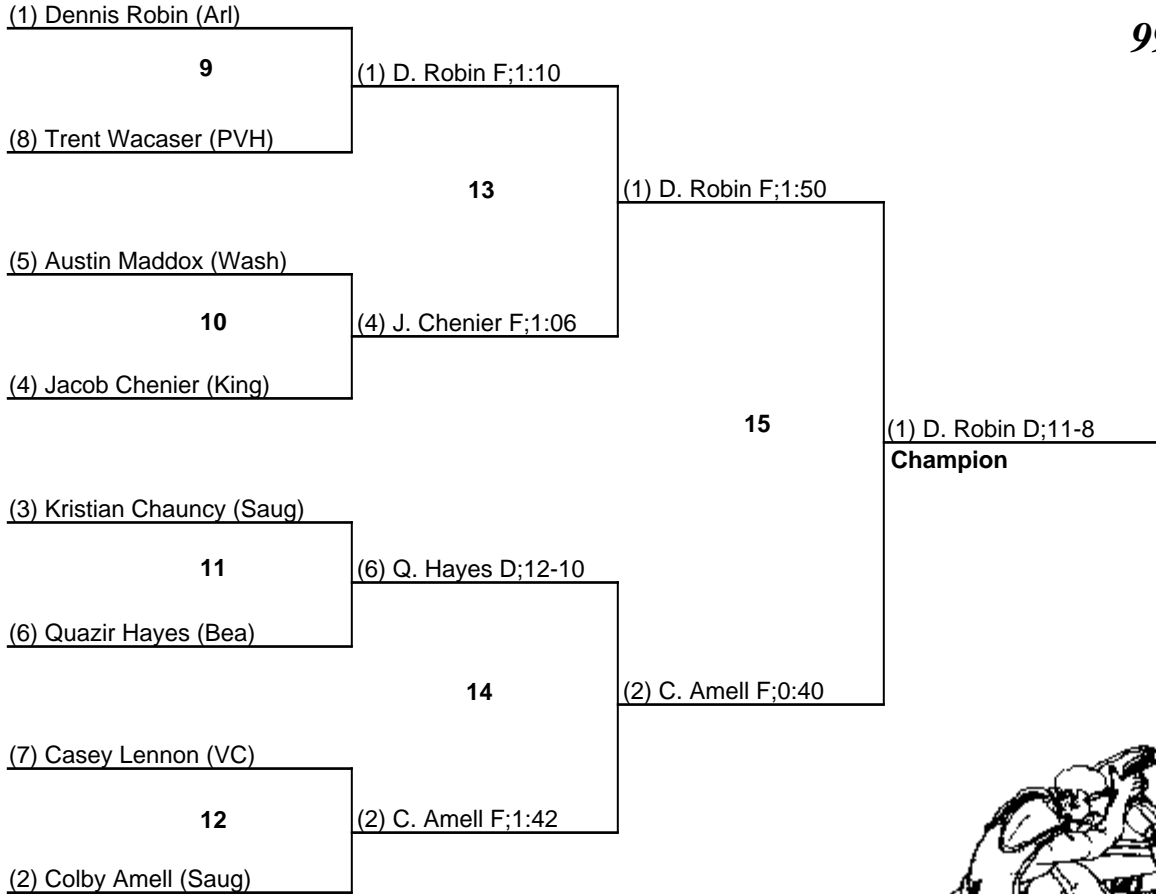 (1) Dennis Robin (Arl)
99
9
(1) D. Robin F;1:10
(8) Trent Wacaser (PVH)
13
(1) D. Robin F;1:50
(5) Austin Maddox (Wash)
10
(4) J. Chenier F;1:06
(4) Jacob Chenier (King)
15
(1) D. Robin D;11-8
Champion
(3) Kristian Chauncy (Saug)
11
(6) Q. Hayes D;12-10
(6) Quazir Hayes (Bea)
14
(2) C. Amell F;0:40
(7) Casey Lennon (VC)
12
(2) C. Amell F;1:42
(2) Colby Amell (Saug)